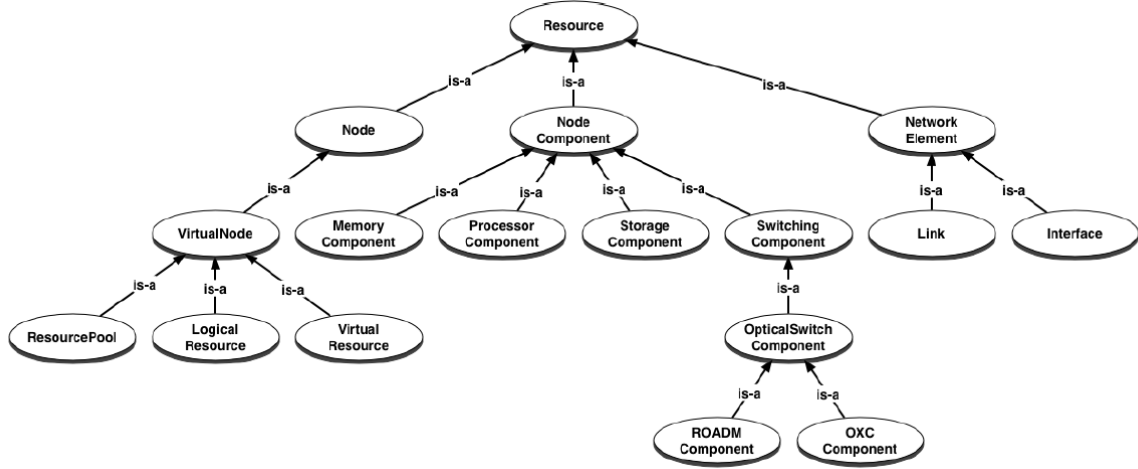 Resource
is-a
is-a
is-a
Node
Node
Component
Network
Element
is-a
is-a
is-a
is-a
is-a
is-a
is-a
VirtualNode
Memory
Component
Processor
Component
Storage
Component
Switching
Component
Link
Interface
is-a
is-a
is-a
is-a
ResourcePool
Logical
Resource
Virtual
Resource
OpticalSwitch
Component
is-a
is-a
ROADM
Component
OXC
Component